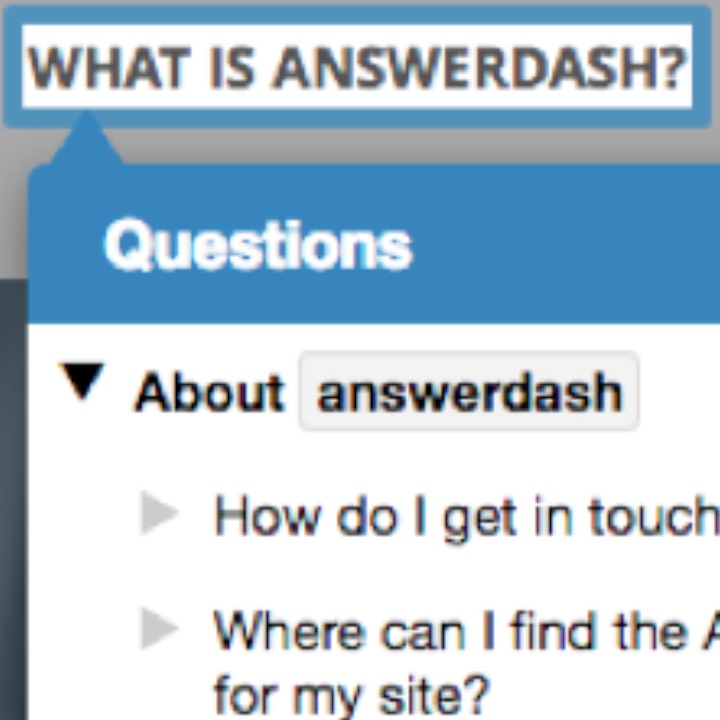 WHAT IS ANSWERDASH?
Questions
About answerdash
How do I get in touch
Where can I find the A
for my site?